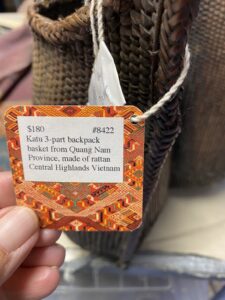 $180 #8422
Katu 3-part backpack
basket from Quang Nam
Province, made of rattan
Central Highlands Vietnam